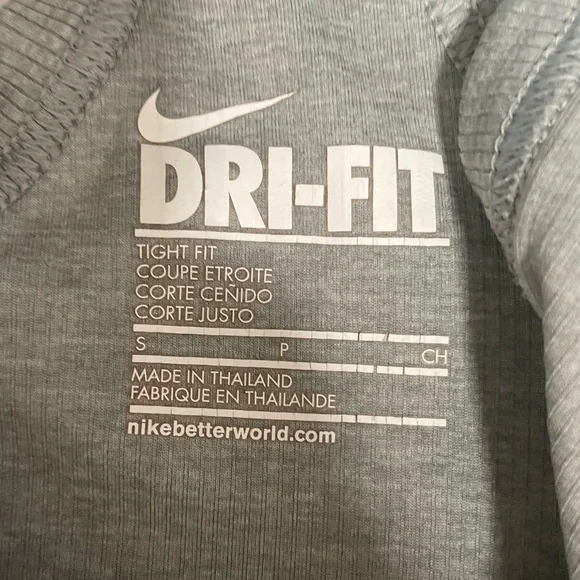 DRI-FIT
TIGHT FIT
COUPE ETROITE
CORTE CEÑIDO
CORTE JUSTO
S P CH
MADE IN THAILAND
FABRIQUE EN THAILANDE
nikebetterworld.com